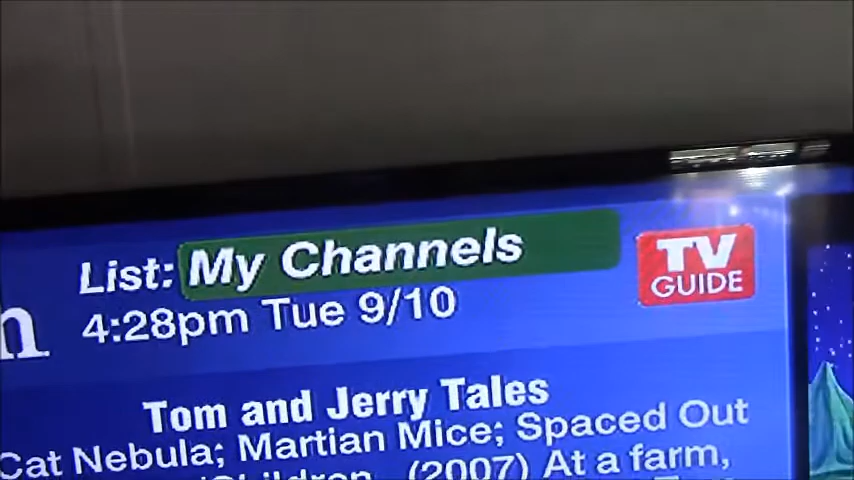 List: My Channels
TV
GUIDE
4:28pm Tue 9/10
Tom and Jerry Tales
Cat Nebula; Martian Mice; Spaced Out
(2007) At a farm,